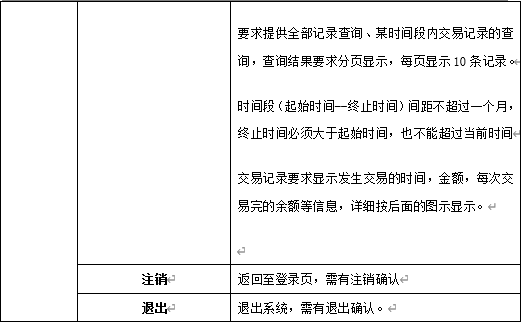 要求提供全部记录查询、某时间段内交易记录的查
询，查询结果要求分页显示，每页显示 10 条记录。
时间段（起始时间--终止时间）间距不超过一个月，
终止时间必须大于起始时间，也不能超过当前时间
交易记录要求显示发生交易的时间，金额，每次交
易完的余额等信息，详细按后面的图示显示。
注销 返回至登录页，需有注销确认
退出 退出系统，需有退出确认。